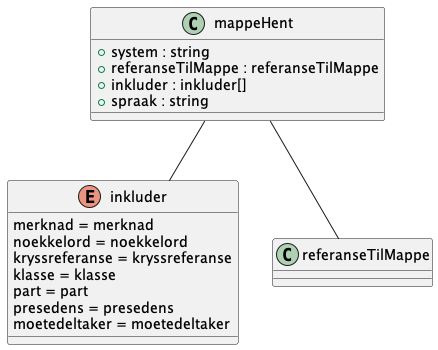 C mappeHent
system : string
referanseTilMappe : referanseTilMappe
inkluder : inkluder[]
spraak : string
E inkluder
merknad = merknad
noekkelord = noekkelord
kryssreferanse = kryssreferanse
klasse = klasse
part = part
presedens = presedens
moetedeltaker = moetedeltaker
C referanseTilMappe